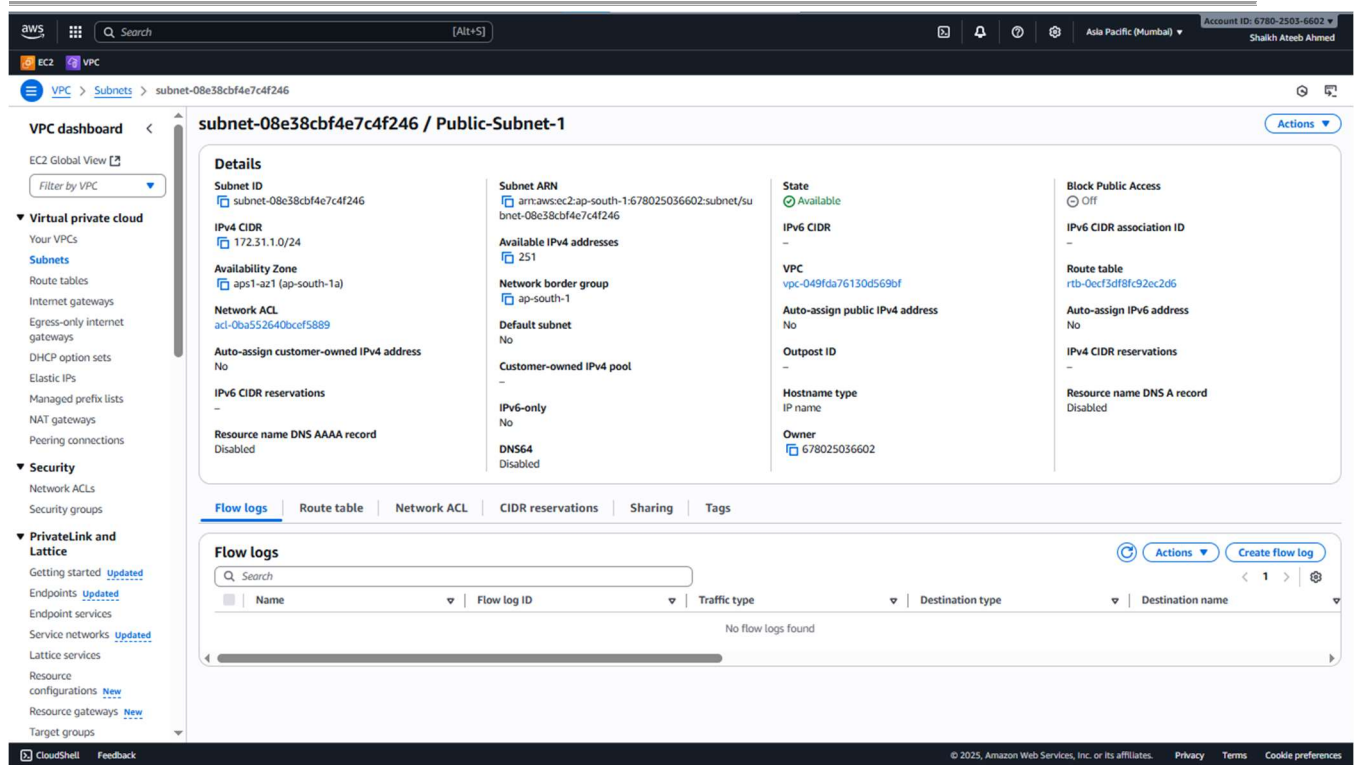 aws
Search [Alt+S]
Asia Pacific (Mumbai)
Account ID: 6780-2503-6602
Shaikh Ateeb Ahmed
EC2 VPC
VPC > Subnets > subnet-08e38cbf4e7c4f246
VPC dashboard
EC2 Global View
Filter by VPC
Virtual private cloud
Your VPCs
Subnets
Route tables
Internet gateways
Egress-only internet
gateways
DHCP option sets
Elastic IPs
Managed prefix lists
NAT gateways
Peering connections
Security
Network ACLs
Security groups
PrivateLink and
Lattice
Getting started Updated
Endpoints Updated
Endpoint services
Service networks Updated
Lattice services
Resource
configurations New
Resource gateways New
Target groups
subnet-08e38cbf4e7c4f246 / Public-Subnet-1
Actions
Details
Subnet ID
subnet-08e38cbf4e7c4f246
IPv4 CIDR
172.31.1.0/24
Availability Zone
aps1-az1 (ap-south-1a)
Network ACL
acl-0ba552640bcef5889
Auto-assign customer-owned IPv4 address
No
IPv6 CIDR reservations
–
Resource name DNS AAAA record
Disabled
Subnet ARN
arn:aws:ec2:ap-south-1:678025036602:subnet/su
bnet-08e38cbf4e7c4f246
Available IPv4 addresses
251
Network border group
ap-south-1
Default subnet
No
Customer-owned IPv4 pool
–
IPv6-only
No
DNS64
Disabled
State
Available
IPv6 CIDR
–
VPC
vpc-049fda76130d569bf
Auto-assign public IPv4 address
No
Outpost ID
–
Hostname type
IP name
Owner
678025036602
Block Public Access
Off
IPv6 CIDR association ID
–
Route table
rtb-0ecf3df8fc92ec2d6
Auto-assign IPv6 address
No
IPv4 CIDR reservations
–
Resource name DNS A record
Disabled
Flow logs Route table Network ACL CIDR reservations Sharing Tags
Flow logs
Actions Create flow log
Search
1
Name Flow log ID Traffic type Destination type Destination name
No flow logs found
CloudShell Feedback
© 2025, Amazon Web Services, Inc. or its affiliates. Privacy Terms Cookie preferences